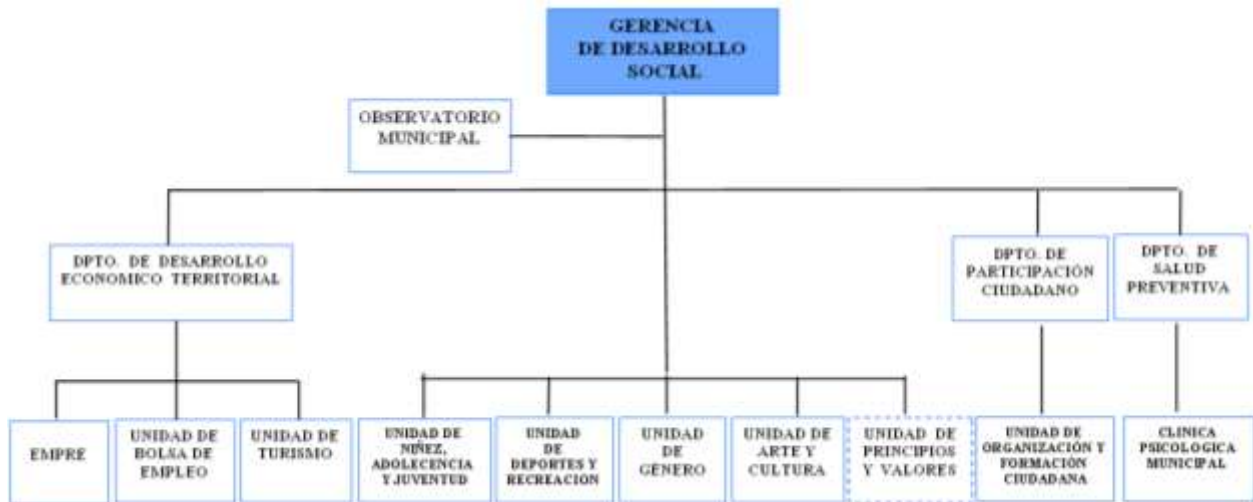 GERENCIA
DE DESARROLLO
SOCIAL
OBSERVATORIO
MUNICIPAL
DPTO. DE DESARROLLO
ECONOMICO TERRITORIAL
DPTO. DE
PARTICIPACIÓN
CIUDADANO
DPTO. DE
SALUD
PREVENTIVA
EMPRE
UNIDAD DE
BOLSA DE
EMPLEO
UNIDAD DE
TURISMO
UNIDAD DE
NIÑEZ,
ADOLECENCIA
Y JUVENTUD
UNIDAD
DE
DEPORTES Y
RECREACIÓN
UNIDAD
DE
GÉNERO
UNIDAD DE
ARTE Y
CULTURA
UNIDAD DE
PRINCIPIOS
Y VALORES
UNIDAD DE
ORGANIZACIÓN Y
FORMACIÓN
CIUDADANA
CLINICA
PSICOLOGICA
MUNICIPAL